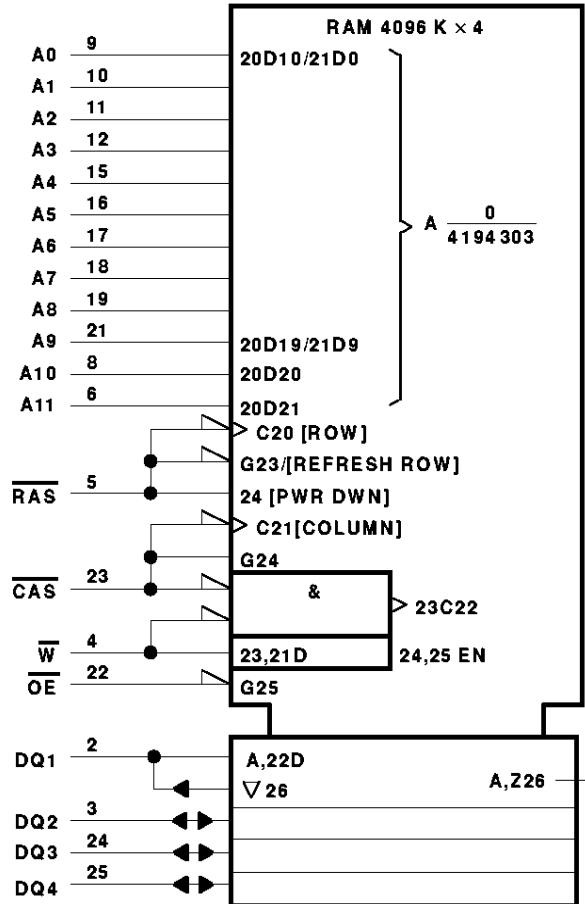 RAM 4096 K × 4
A0 9 20D10/21D0
A1 10
A2 11
A3 12
A4 15
A5 16
A 0
4194303
A6 17
A7 18
A8 19
A9 21 20D19/21D9
A10 8 20D20
A11 6 20D21
C20 [ROW]
G23/[REFRESH ROW]
RAS 5 24 [PWR DWN]
C21[COLUMN]
G24
CAS 23 &
23C22
W 4 23,21D 24,25 EN
OE 22 G25
DQ1 2 A,22D
▽ 26 A,Z26
DQ2 3
DQ3 24
DQ4 25